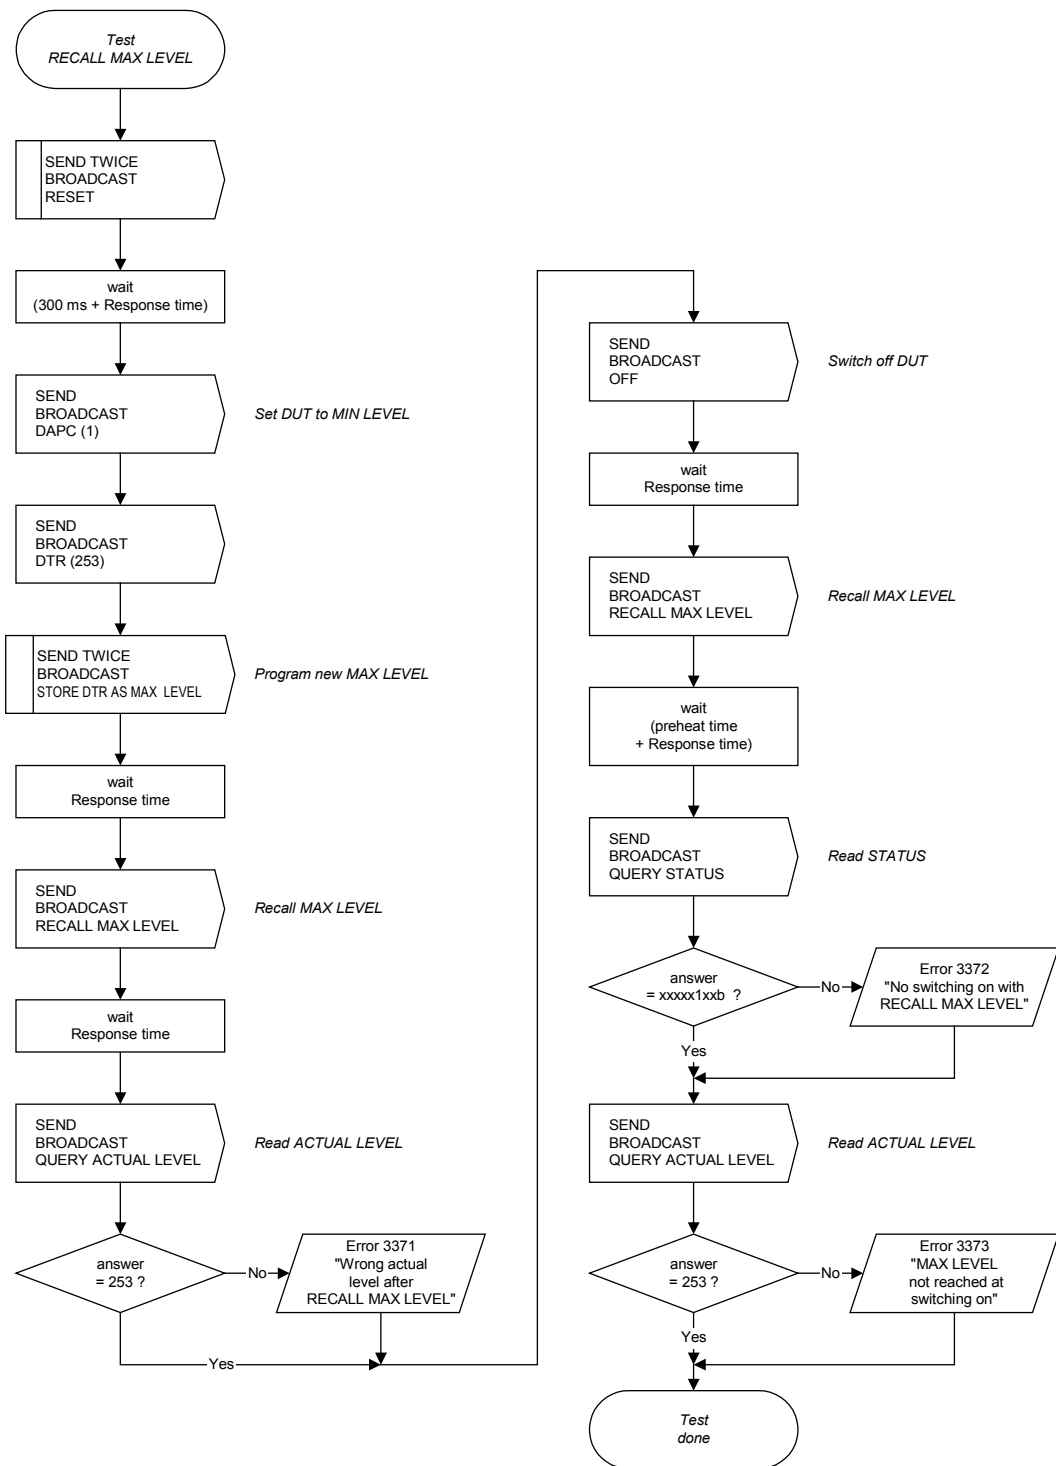 Test
RECALL MAX LEVEL
SEND TWICE
BROADCAST
RESET
wait
(300 ms + Response time)
SEND
BROADCAST
DAPC (1)
Set DUT to MIN LEVEL
SEND
BROADCAST
DTR (253)
SEND TWICE
BROADCAST
STORE DTR AS MAX LEVEL
Program new MAX LEVEL
wait
Response time
SEND
BROADCAST
RECALL MAX LEVEL
Recall MAX LEVEL
wait
Response time
SEND
BROADCAST
QUERY ACTUAL LEVEL
Read ACTUAL LEVEL
answer
= 253 ?
No
Error 3371
"Wrong actual
level after
RECALL MAX LEVEL"
Yes
SEND
BROADCAST
OFF
Switch off DUT
wait
Response time
SEND
BROADCAST
RECALL MAX LEVEL
Recall MAX LEVEL
wait
(preheat time
+ Response time)
SEND
BROADCAST
QUERY STATUS
Read STATUS
answer
= xxxxx1xxb ?
No
Error 3372
"No switching on with
RECALL MAX LEVEL"
Yes
SEND
BROADCAST
QUERY ACTUAL LEVEL
Read ACTUAL LEVEL
answer
= 253 ?
No
Error 3373
"MAX LEVEL
not reached at
switching on"
Yes
Test
done